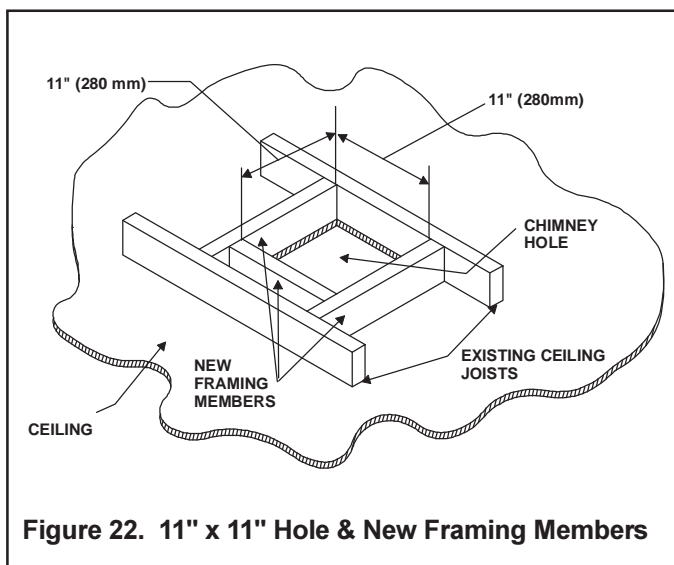 11" (280 mm)
11" (280mm)
CHIMNEY
HOLE
NEW
FRAMING
MEMBERS
EXISTING CEILING
JOISTS
CEILING
Figure 22. 11" x 11" Hole & New Framing Members